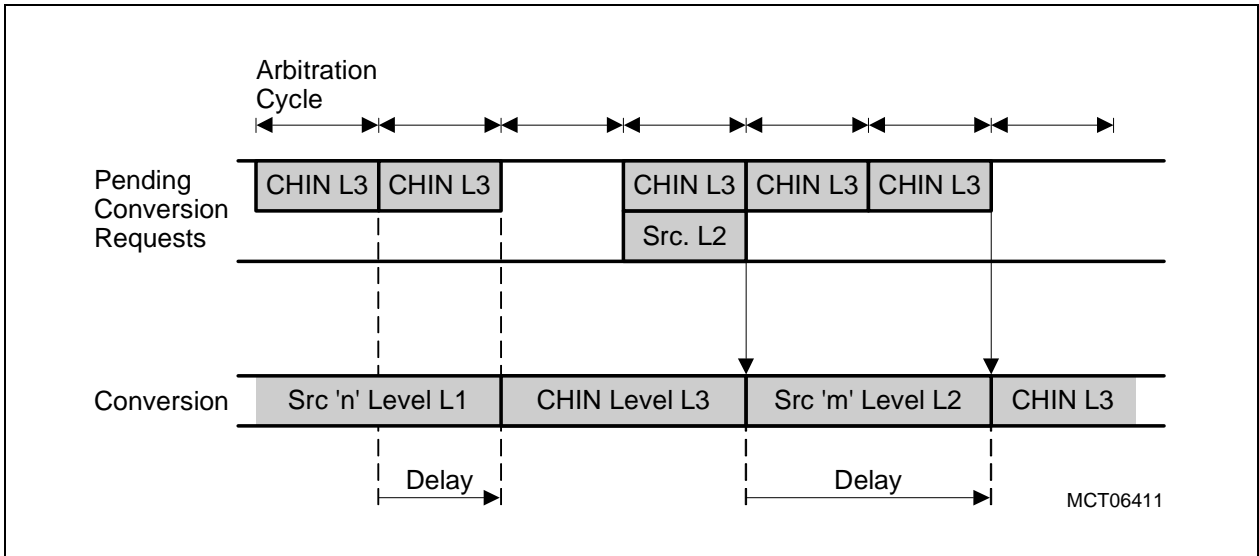 Arbitration
Cycle
Pending
Conversion
Requests
CHIN L3
CHIN L3
CHIN L3
CHIN L3
CHIN L3
Src. L2
Conversion
Src 'n' Level L1
CHIN Level L3
Src 'm' Level L2
CHIN L3
Delay
Delay
MCT06411